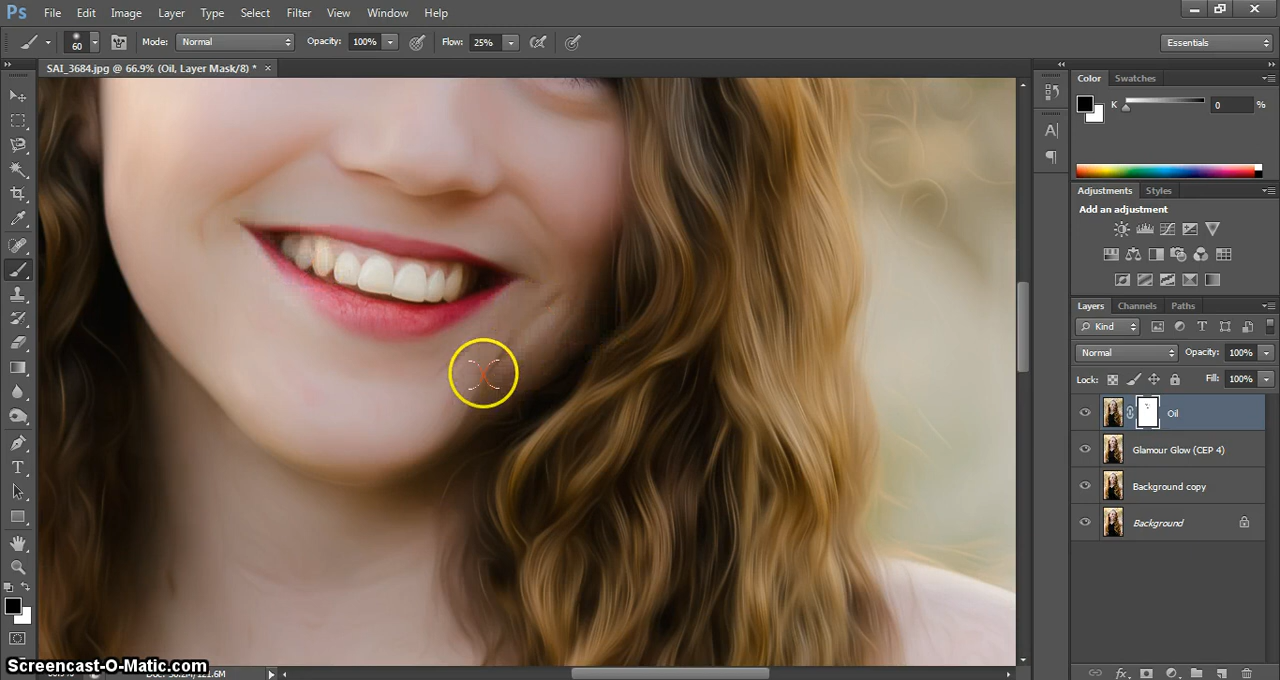 Ps File Edit Image Layer Type Select Filter View Window Help
60 Mode: Normal Opacity: 100% Flow: 25% Essentials
SAI_3684.jpg @ 66.9% (Oil, Layer Mask/8) * ×
Color Swatches
K 0 %
Adjustments Styles
Add an adjustment
Layers Channels Paths
Kind
Normal Opacity: 100%
Lock: Fill: 100%
Oil
Glamour Glow (CEP 4)
Background copy
Background
Screencast-O-Matic.com